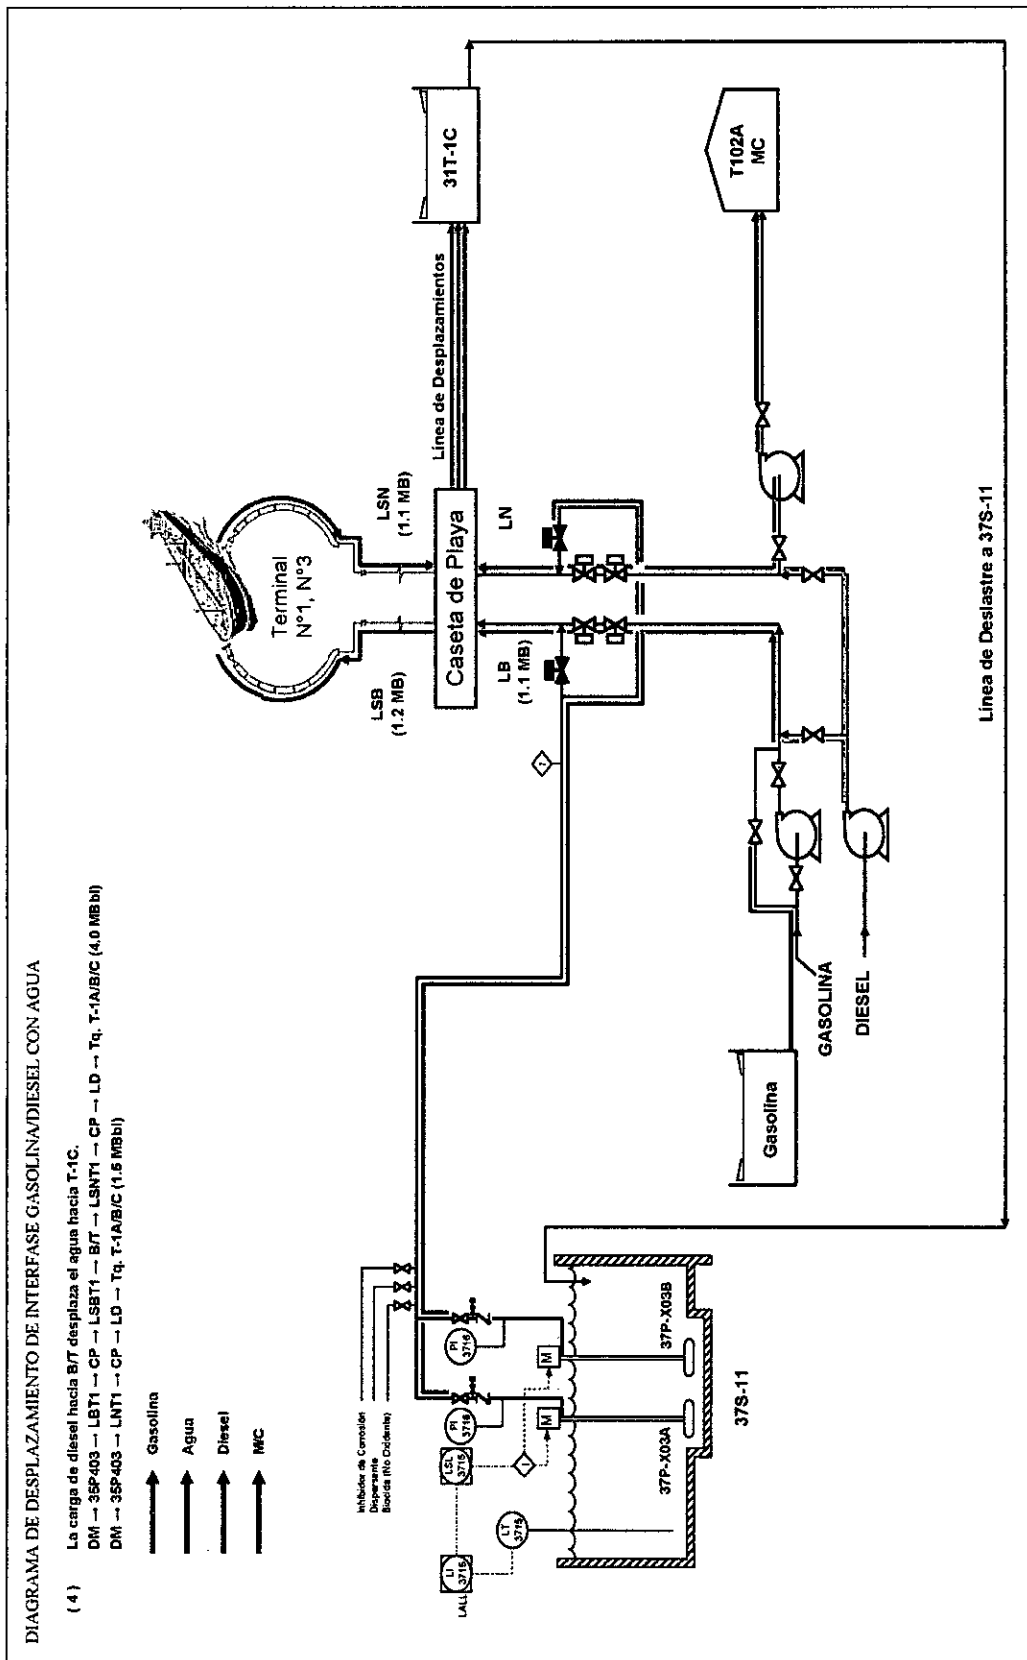 DIAGRAMA DE DESPLAZAMIENTO DE INTERFASE GASOLINA/DIESEL CON AGUA
( 4 )
La carga de diesel hacia B/T desplaza el agua hacia T-1C.
DM → 35P403 → LBT1 → CP → LSBT1 → B/T → LSNT1 → CP → LD → Tq. T-1A/B/C (4.0 MBbl)
DM → 35P403 → LNT1 → CP → LD → Tq. T-1A/B/C (1.5 MBbl)
Gasolina
Agua
Diesel
M/C
Terminal
N°1, N°3
LSB
(1.2 MB)
LSN
(1.1 MB)
Caseta de Playa
Línea de Desplazamientos
31T-1C
LB
(1.1 MB)
LN
T102A
MC
Inhibidor de Corrosión
Dispersante
Biocida (No Oxidante)
PI
3716
PI
3716
LSL
3715
LI
3715
LALL
LT
3715
M
M
I
37P-X03A
37P-X03B
37S-11
Gasolina
GASOLINA
DIESEL
Línea de Deslastre a 37S-11